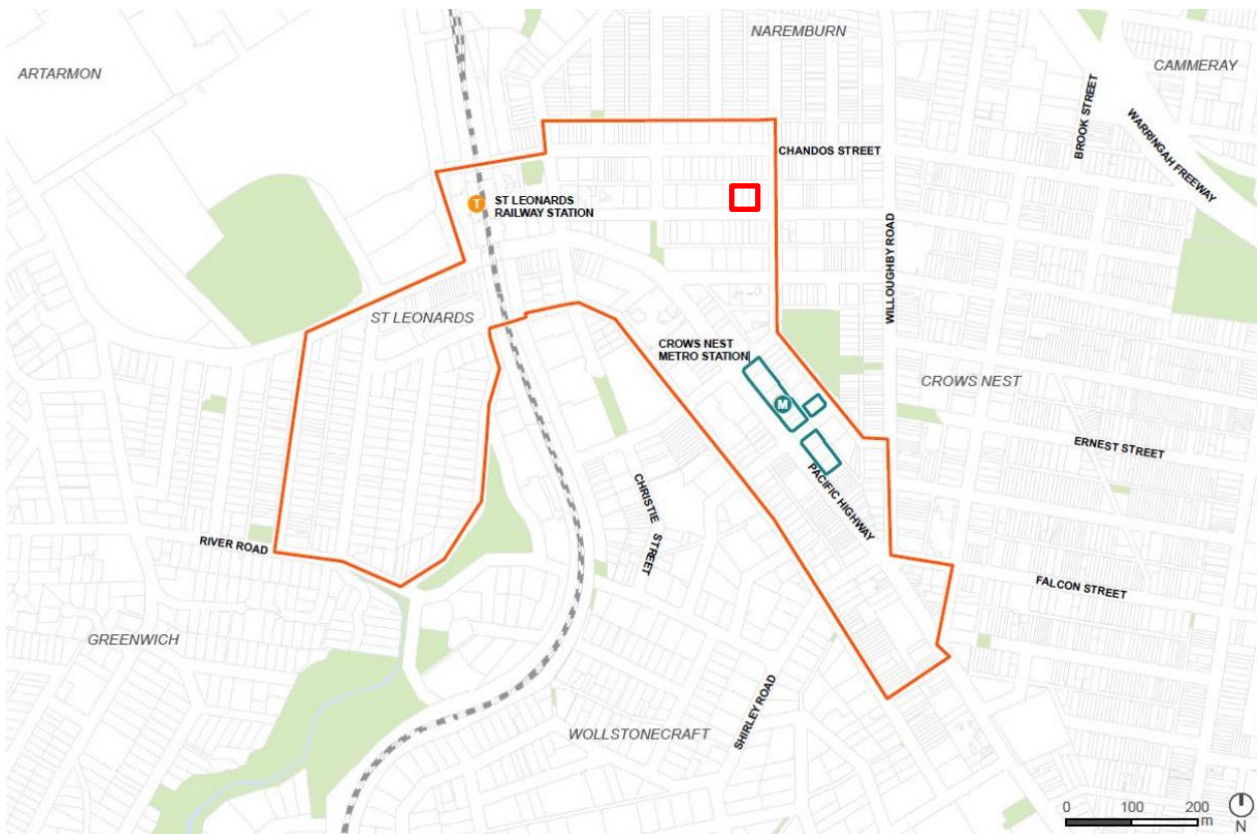 NAREMBURN
ARTARMON
CAMMERAY
BROOK STREET
WARRINGAH FREEWAY
CHANDOS STREET
T
ST LEONARDS
RAILWAY STATION
WILLOUGHBY ROAD
ST LEONARDS
CROWS NEST
METRO STATION
CROWS NEST
M
ERNEST STREET
PACIFIC HIGHWAY
CHRISTIE STREET
RIVER ROAD
FALCON STREET
GREENWICH
SHIRLEY ROAD
WOLLSTONECRAFT
0 100 200
m
N